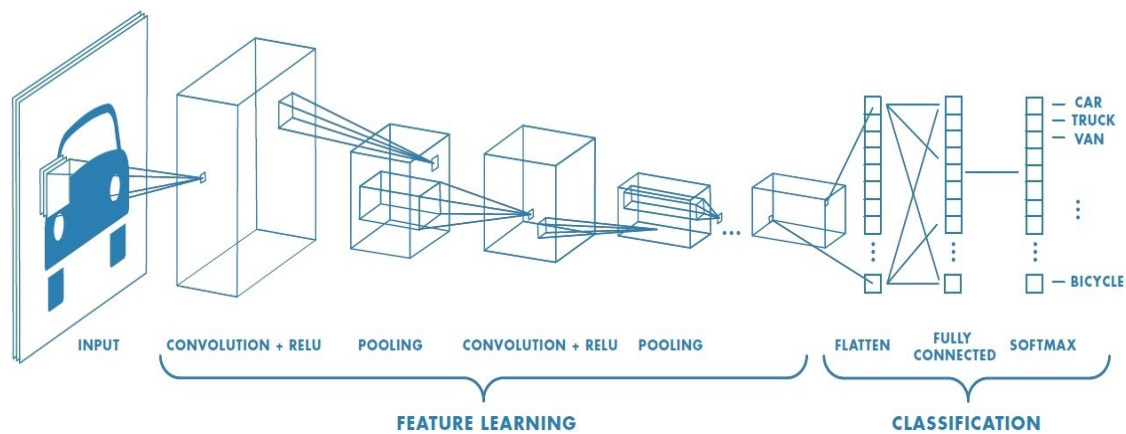 CAR
TRUCK
VAN
BICYCLE
INPUT
CONVOLUTION + RELU
POOLING
CONVOLUTION + RELU
POOLING
FLATTEN
FULLY
CONNECTED
SOFTMAX
FEATURE LEARNING
CLASSIFICATION